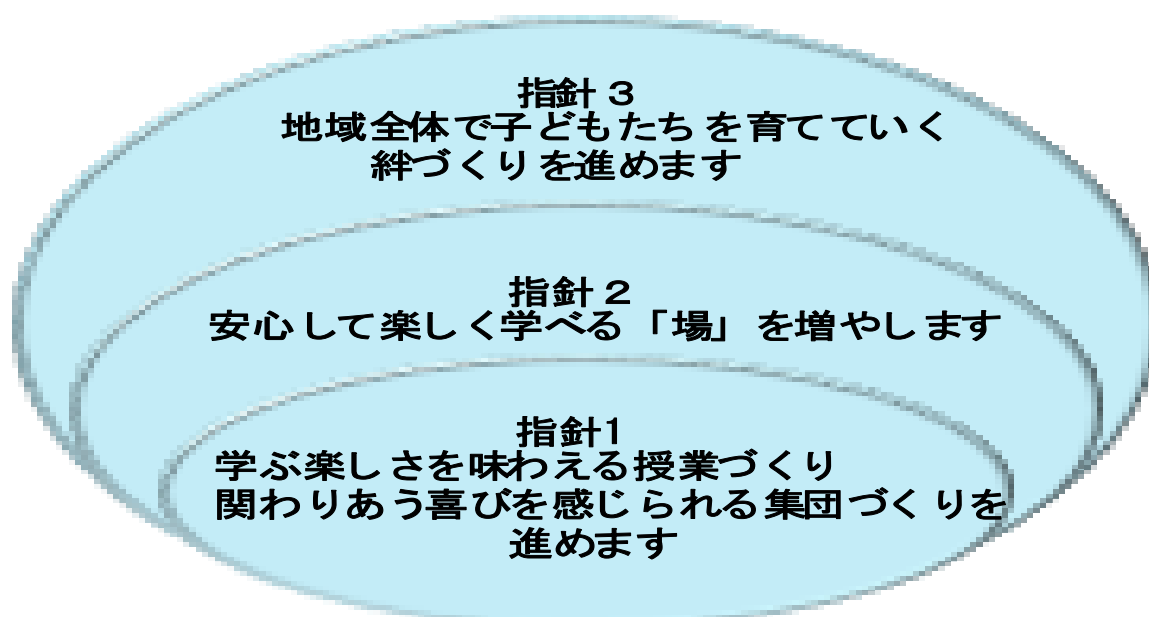 指針３
地域全体で子どもたちを育てていく
絆づくりを進めます
指針２
安心して楽しく学べる「場」を増やします
指針1
学ぶ楽しさを味わえる授業づくり
関わりあう喜びを感じられる集団づくりを
進めます